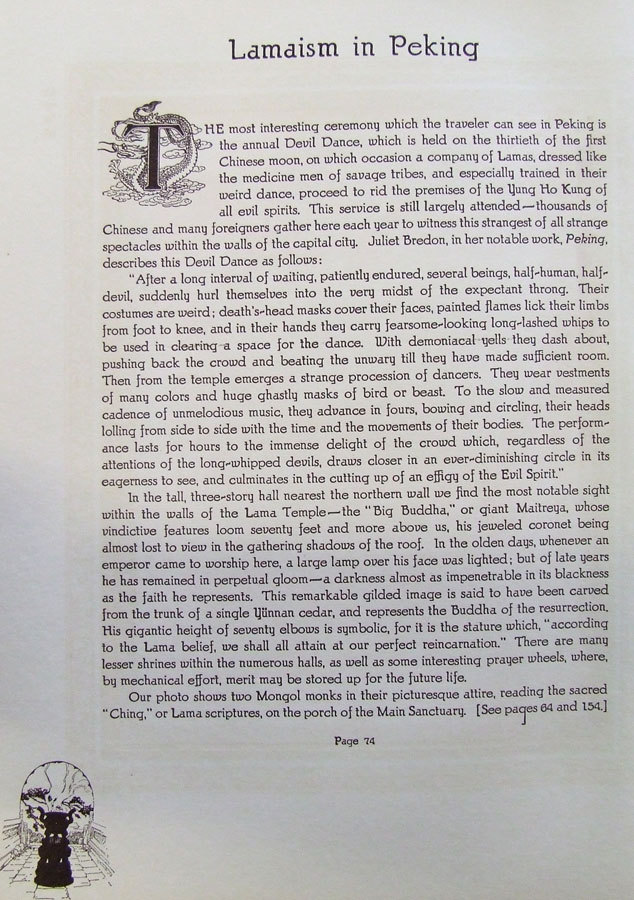 Lamaism in Peking
THE most interesting ceremony which the traveler can see in Peking is
the annual Devil Dance, which is held on the thirtieth of the first
Chinese moon, on which occasion a company of Lamas, dressed like
the medicine men of savage tribes, and especially trained in their
weird dance, proceed to rid the premises of the Yung Ho Kung of
all evil spirits. This service is still largely attended—thousands of
Chinese and many foreigners gather here each year to witness this strangest of all strange
spectacles within the walls of the capital city. Juliet Bredon, in her notable work, Peking,
describes this Devil Dance as follows:
"After a long interval of waiting, patiently endured, several beings, half-human, half-
devil, suddenly hurl themselves into the very midst of the expectant throng. Their
costumes are weird; death's-head masks cover their faces, painted flames lick their limbs
from foot to knee, and in their hands they carry fearsome-looking long-lashed whips to
be used in clearing a space for the dance. With demoniacal yells they dash about,
pushing back the crowd and beating the unwary till they have made sufficient room.
Then from the temple emerges a strange procession of dancers. They wear vestments
of many colors and huge ghastly masks of bird or beast. To the slow and measured
cadence of unmelodious music, they advance in fours, bowing and circling, their heads
lolling from side to side with the time and the movements of their bodies. The perform-
ance lasts for hours to the immense delight of the crowd which, regardless of the
attentions of the long-whipped devils, draws closer in an ever-diminishing circle in its
eagerness to see, and culminates in the cutting up of an effigy of the Evil Spirit."
In the tall, three-story hall nearest the northern wall we find the most notable sight
within the walls of the Lama Temple—the "Big Buddha," or giant Maitreya, whose
vindictive features loom seventy feet and more above us, his jeweled coronet being
almost lost to view in the gathering shadows of the roof. In the olden days, whenever an
emperor came to worship here, a large lamp over his face was lighted; but of late years
he has remained in perpetual gloom—a darkness almost as impenetrable in its blackness
as the faith he represents. This remarkable gilded image is said to have been carved
from the trunk of a single Yünnan cedar, and represents the Buddha of the resurrection.
His gigantic height of seventy elbows is symbolic, for it is the stature which, "according
to the Lama belief, we shall all attain at our perfect reincarnation." There are many
lesser shrines within the numerous halls, as well as some interesting prayer wheels, where,
by mechanical effort, merit may be stored up for the future life.
Our photo shows two Mongol monks in their picturesque attire, reading the sacred
"Ching," or Lama scriptures, on the porch of the Main Sanctuary. [See pages 64 and 154.]
Page 74